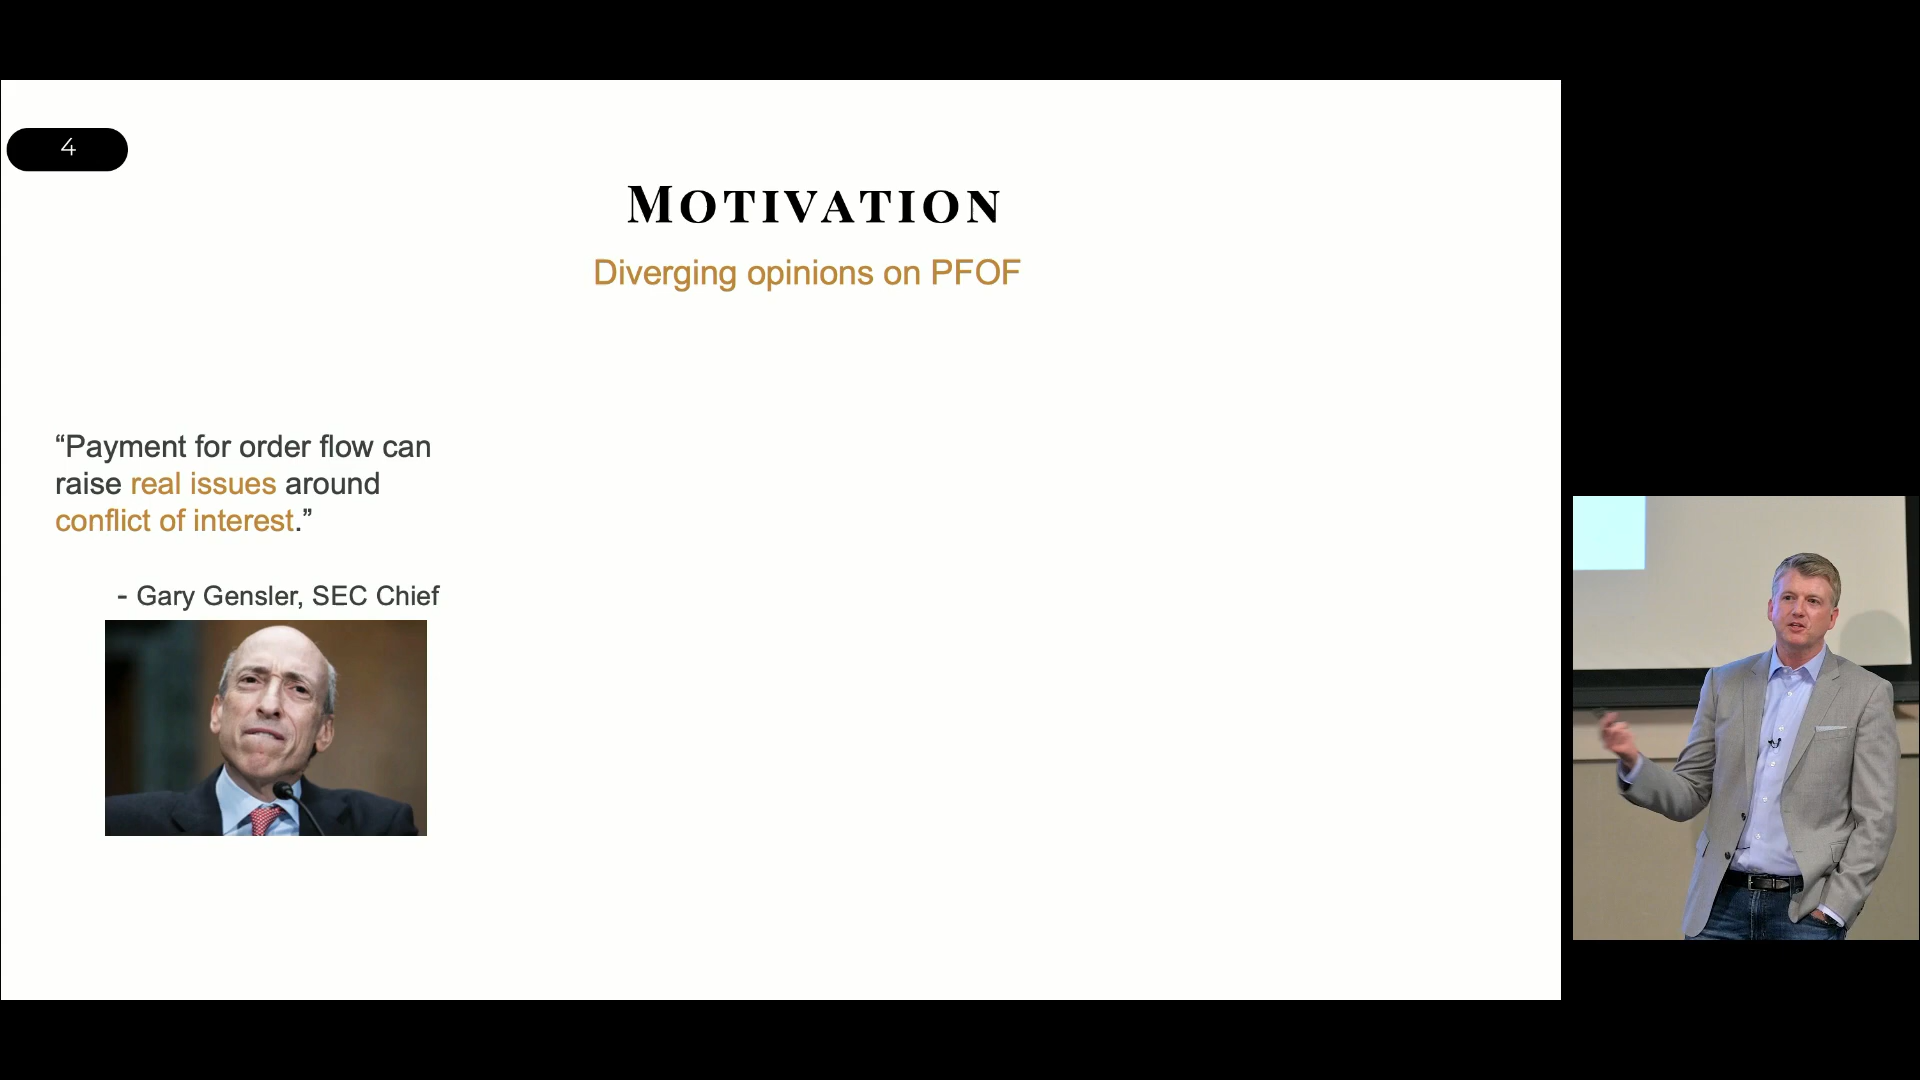 4
MOTIVATION
Diverging opinions on PFOF
“Payment for order flow can
raise real issues around
conflict of interest.”
- Gary Gensler, SEC Chief